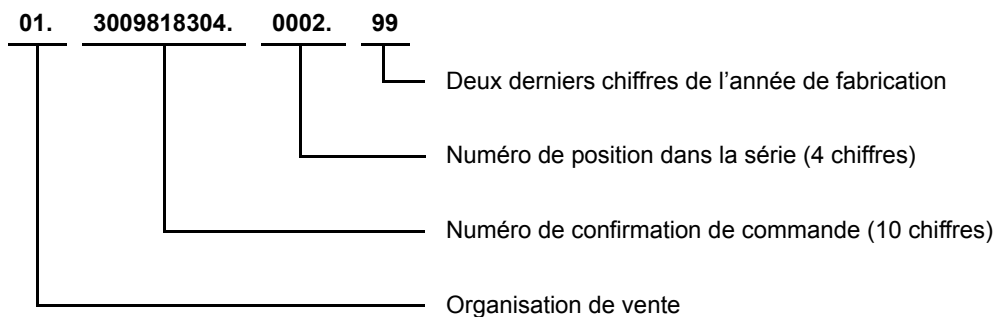 01. 3009818304. 0002. 99
Deux derniers chiffres de l’année de fabrication
Numéro de position dans la série (4 chiffres)
Numéro de confirmation de commande (10 chiffres)
Organisation de vente